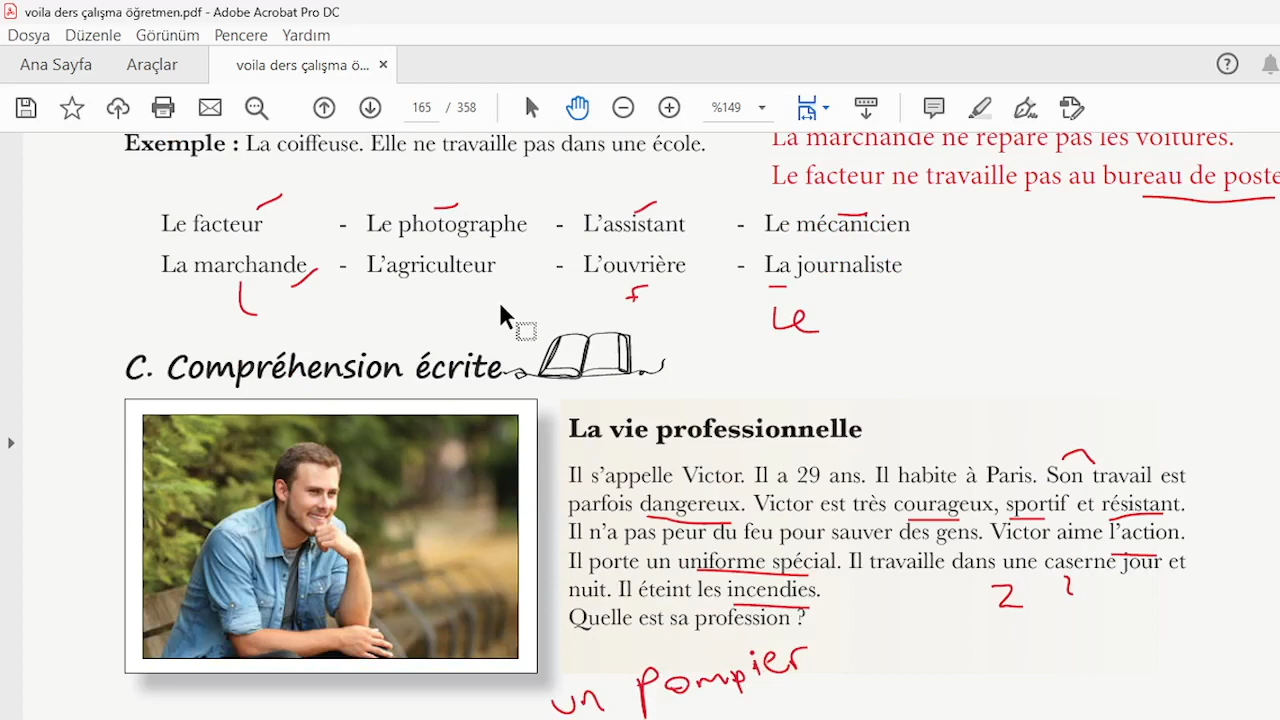 voila ders çalışma öğretmen.pdf - Adobe Acrobat Pro DC
Dosya Düzenle Görünüm Pencere Yardım
Ana Sayfa Araçlar voila ders çalışma ö... ×
165 / 358 %149
Exemple : La coiffeuse. Elle ne travaille pas dans une école.
La marchande ne répare pas les voitures.
Le facteur ne travaille pas au bureau de poste
Le facteur - Le photographe - L'assistant - Le mécanicien
La marchande - L'agriculteur - L'ouvrière - La journaliste
Le
C. Compréhension écrite
La vie professionnelle
Il s'appelle Victor. Il a 29 ans. Il habite à Paris. Son travail est
parfois dangereux. Victor est très courageux, sportif et résistant.
Il n'a pas peur du feu pour sauver des gens. Victor aime l'action.
Il porte un uniforme spécial. Il travaille dans une caserne jour et
nuit. Il éteint les incendies.
Quelle est sa profession ?
un pompier